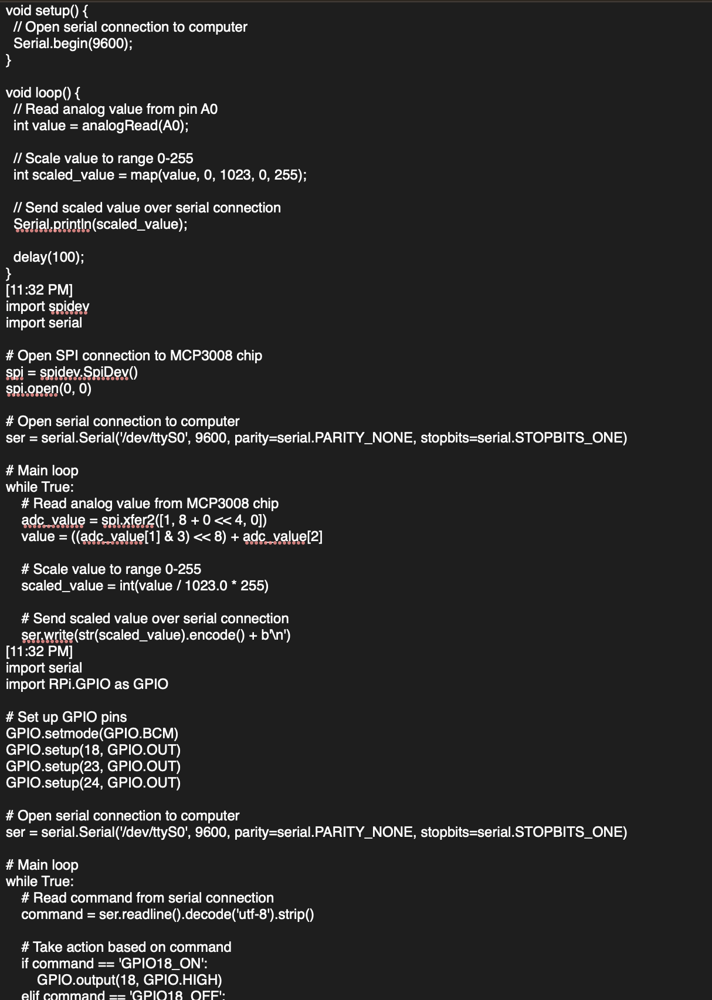 void setup() {
// Open serial connection to computer
Serial.begin(9600);
}
void loop() {
// Read analog value from pin A0
int value = analogRead(A0);
// Scale value to range 0-255
int scaled_value = map(value, 0, 1023, 0, 255);
// Send scaled value over serial connection
Serial.println(scaled_value);
delay(100);
}
[11:32 PM]
import spidev
import serial
# Open SPI connection to MCP3008 chip
spi = spidev.SpiDev()
spi.open(0, 0)
# Open serial connection to computer
ser = serial.Serial('/dev/ttyS0', 9600, parity=serial.PARITY_NONE, stopbits=serial.STOPBITS_ONE)
# Main loop
while True:
# Read analog value from MCP3008 chip
adc_value = spi.xfer2([1, 8 + 0 << 4, 0])
value = ((adc_value[1] & 3) << 8) + adc_value[2]
# Scale value to range 0-255
scaled_value = int(value / 1023.0 * 255)
# Send scaled value over serial connection
ser.write(str(scaled_value).encode() + b'\n')
[11:32 PM]
import serial
import RPi.GPIO as GPIO
# Set up GPIO pins
GPIO.setmode(GPIO.BCM)
GPIO.setup(18, GPIO.OUT)
GPIO.setup(23, GPIO.OUT)
GPIO.setup(24, GPIO.OUT)
# Open serial connection to computer
ser = serial.Serial('/dev/ttyS0', 9600, parity=serial.PARITY_NONE, stopbits=serial.STOPBITS_ONE)
# Main loop
while True:
# Read command from serial connection
command = ser.readline().decode('utf-8').strip()
# Take action based on command
if command == 'GPIO18_ON':
GPIO.output(18, GPIO.HIGH)
elif command == 'GPIO18_OFF':